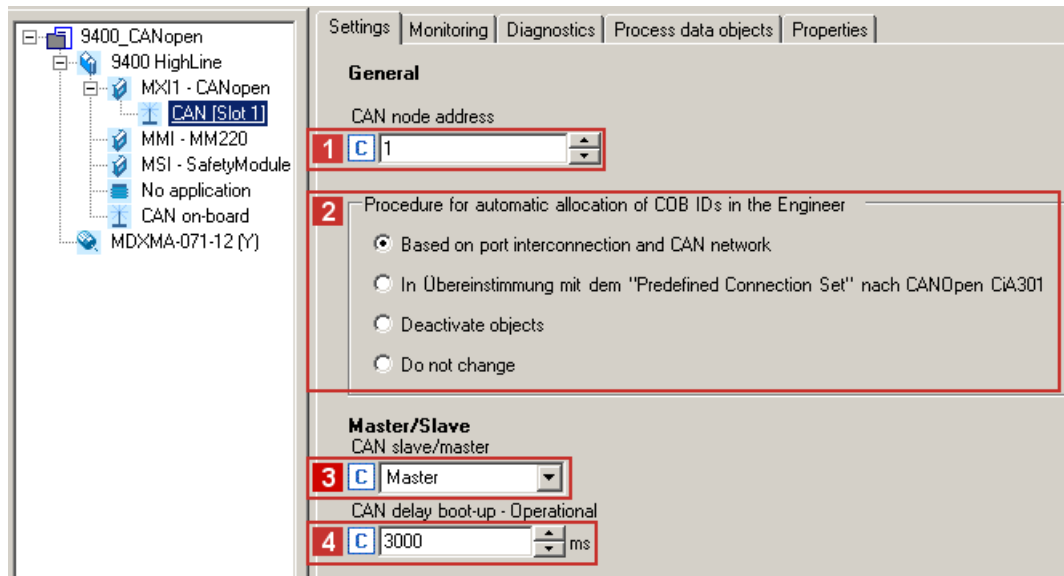 9400_CANopen
9400 HighLine
MXI1 - CANopen
CAN [Slot 1]
MMI - MM220
MSI - SafetyModule
No application
CAN on-board
MDXMA-071-12 (Y)
Settings Monitoring Diagnostics Process data objects Properties
General
CAN node address
1 C 1
2 Procedure for automatic allocation of COB IDs in the Engineer
Based on port interconnection and CAN network
In Übereinstimmung mit dem "Predefined Connection Set" nach CANOpen CiA301
Deactivate objects
Do not change
Master/Slave
CAN slave/master
3 C Master
CAN delay boot-up - Operational
4 C 3000 ms